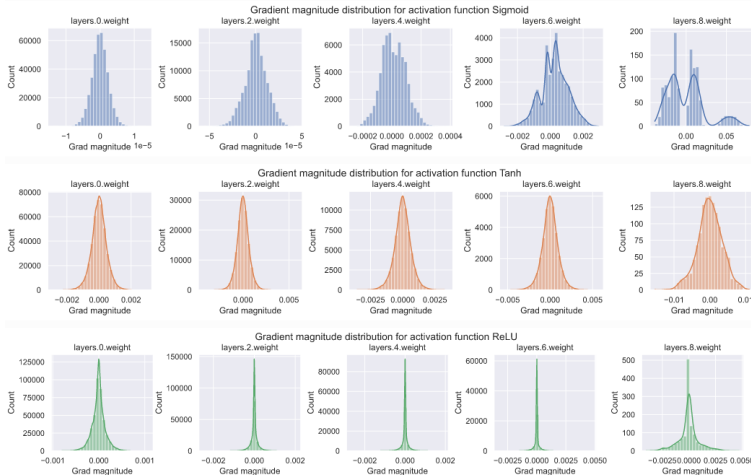 Gradient magnitude distribution for activation function Sigmoid
layers.0.weight layers.2.weight layers.4.weight layers.6.weight layers.8.weight
Count Count Count Count Count
60000 40000 20000 0
15000 10000 5000 0
6000 4000 2000 0
4000 3000 2000 1000 0
200 150 100 50 0
−1 0 1 −5 0 5 −0.0002 0.0000 0.0002 0.0004 −0.002 0.000 0.002 0.00 0.05
Grad magnitude 1e−5 Grad magnitude 1e−5 Grad magnitude Grad magnitude Grad magnitude
Gradient magnitude distribution for activation function Tanh
layers.0.weight layers.2.weight layers.4.weight layers.6.weight layers.8.weight
Count Count Count Count Count
80000 60000 40000 20000 0
30000 20000 10000 0
10000 7500 5000 2500 0
6000 4000 2000 0
125 100 75 50 25 0
−0.002 0.000 0.002 0.000 0.005 −0.0025 0.0000 0.0025 −0.005 0.000 0.005 −0.01 0.00 0.01
Grad magnitude Grad magnitude Grad magnitude Grad magnitude Grad magnitude
Gradient magnitude distribution for activation function ReLU
layers.0.weight layers.2.weight layers.4.weight layers.6.weight layers.8.weight
Count Count Count Count Count
125000 100000 75000 50000 25000 0
150000 100000 50000 0
80000 60000 40000 20000 0
60000 40000 20000 0
500 400 300 200 100 0
−0.001 0.000 0.001 −0.002 0.000 0.002 −0.002 0.000 0.002 −0.0025 0.0000 0.0025 0.0050 −0.0025 0.0000 0.0025 0.005
Grad magnitude Grad magnitude Grad magnitude Grad magnitude Grad magnitude